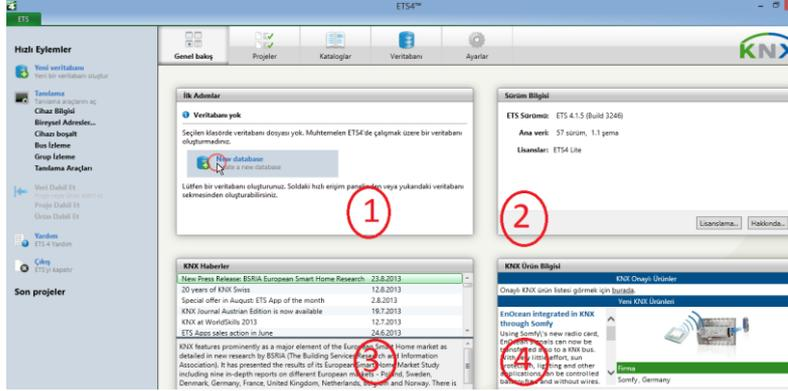 ETS4™
ETS
Hızlı Eylemler
Yeni veritabanı
Yeni bir veritabanı oluştur
Tanılama
Tanılama araçlarını aç
Cihaz Bilgisi
Bireysel Adresler...
Cihazı boşalt
Bus İzleme
Grup İzleme
Tanılama Araçları
Veri Dahil Et
Proje Dahil Et
Ürün Dahil Et
Yardım
ETS 4 Yardım
Çıkış
ETS'yi kapatır
Son projeler
Genel bakış
Projeler
Kataloglar
Veritabanı
Ayarlar
KNX
İlk Adımlar
Veritabanı yok
Seçilen klasörde veritabanı dosyası yok. Muhtemelen ETS4'de çalışmak üzere bir veritabanı
oluşturmadınız.
New database
Create a new database
Lütfen bir veritabanı oluşturunuz. Soldaki hızlı erişim panelinden veya yukarıdaki veritabanı
sekmesinden oluşturabilirsiniz.
1
Sürüm Bilgisi
ETS Sürümü: ETS 4.1.5 (Build 3246)
Ana veri: 57 sürüm, 1.1 şema
Lisanslar: ETS4 Lite
2
Lisanslama...
Hakkında...
KNX Haberler
New Press Release: BSRIA European Smart Home Research 23.8.2013
20 years of KNX Swiss 12.8.2013
Special offer in August: ETS App of the month 2.8.2013
KNX Journal Austrian Edition is now available 19.7.2013
KNX at WorldSkills 2013 12.7.2013
ETS Apps sales action in June 24.6.2013
KNX features prominently as a major element of the European Smart Home market as
detailed in new research by BSRIA (The Building Services Research and Information
Association). It has presented the results of its European Smart Home Market Study
including nine in-depth reports on different European markets - Poland, Sweden,
Denmark, Germany, France, United Kingdom, Netherlands, Belgium and Norway. There is
3
KNX Ürün Bilgisi
KNX Onaylı Ürünler
Onaylı KNX ürün listesi görmek için burada.
Yeni KNX Ürünleri
EnOcean integrated in KNX
through Somfy
Using Somfy\'s new radio card,
EnOcean signals can now be
transferred also to a KNX bus.
With little effort, sun
protection, lighting and other
applications can be controlled
battery-free and without wires.
Firma
Somfy, Germany
4